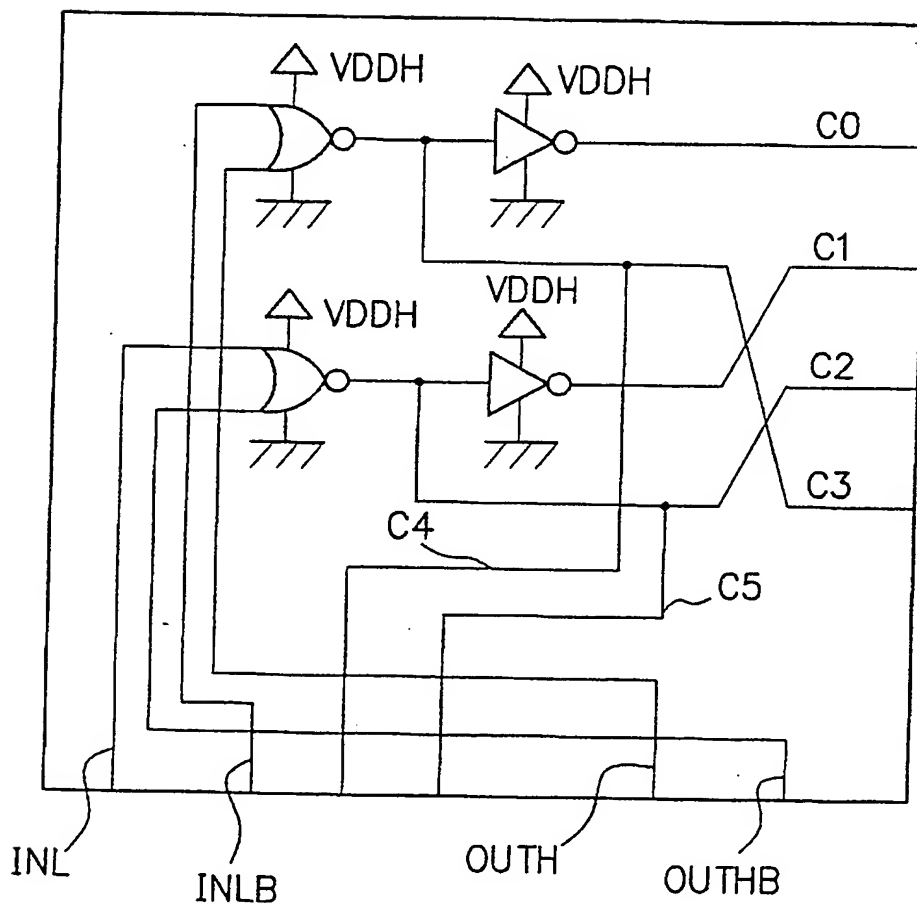 VDDH
VDDH
C0
C1
VDDH
VDDH
C2
C3
C4
C5
INL
INLB
OUTH
OUTHB